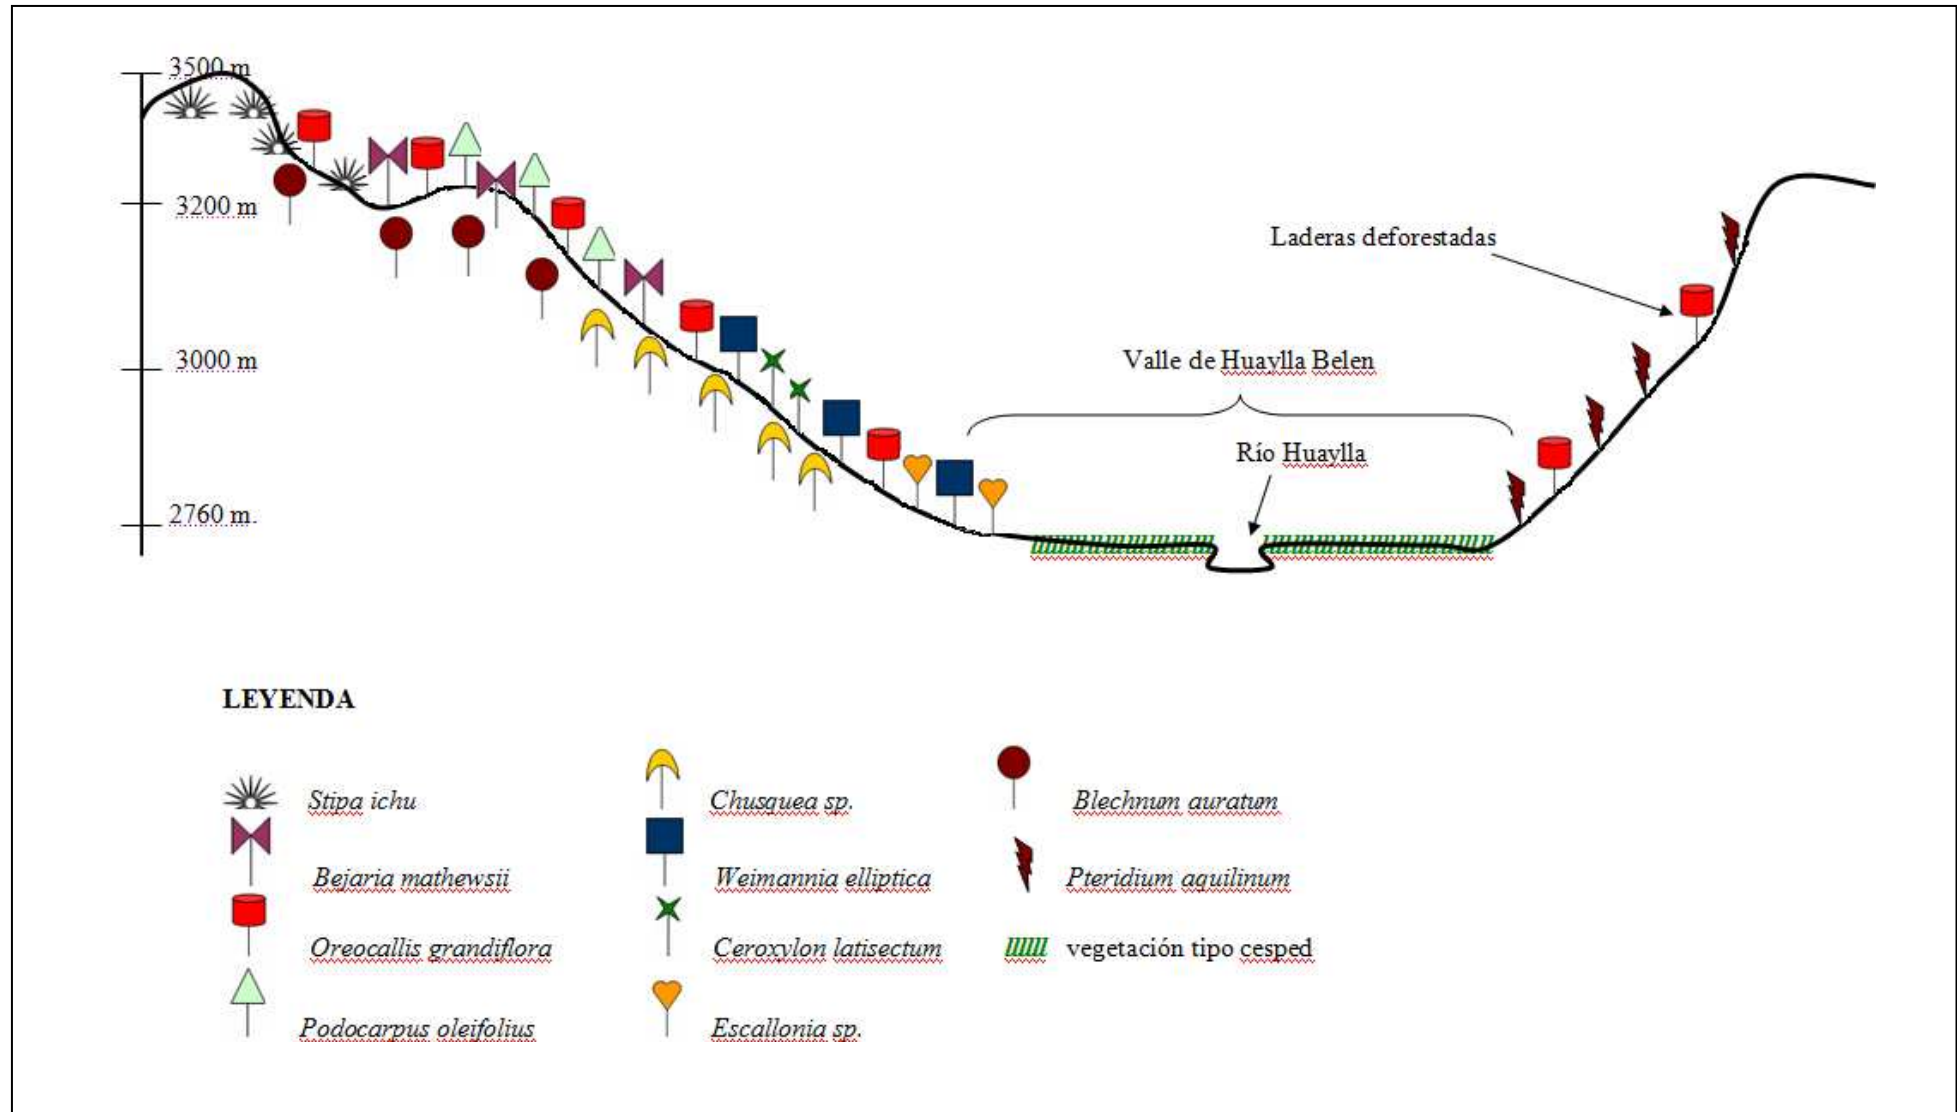 3500 m
3200 m
Laderas deforestadas
3000 m
Valle de Huaylla Belen
Río Huaylla
2760 m.
LEYENDA
Stipa ichu
Chusquea sp.
Blechnum auratum
Bejaria mathewsii
Weimannia elliptica
Pteridium aquilinum
Oreocallis grandiflora
Ceroxylon latisectum
vegetación tipo cesped
Podocarpus oleifolius
Escallonia sp.